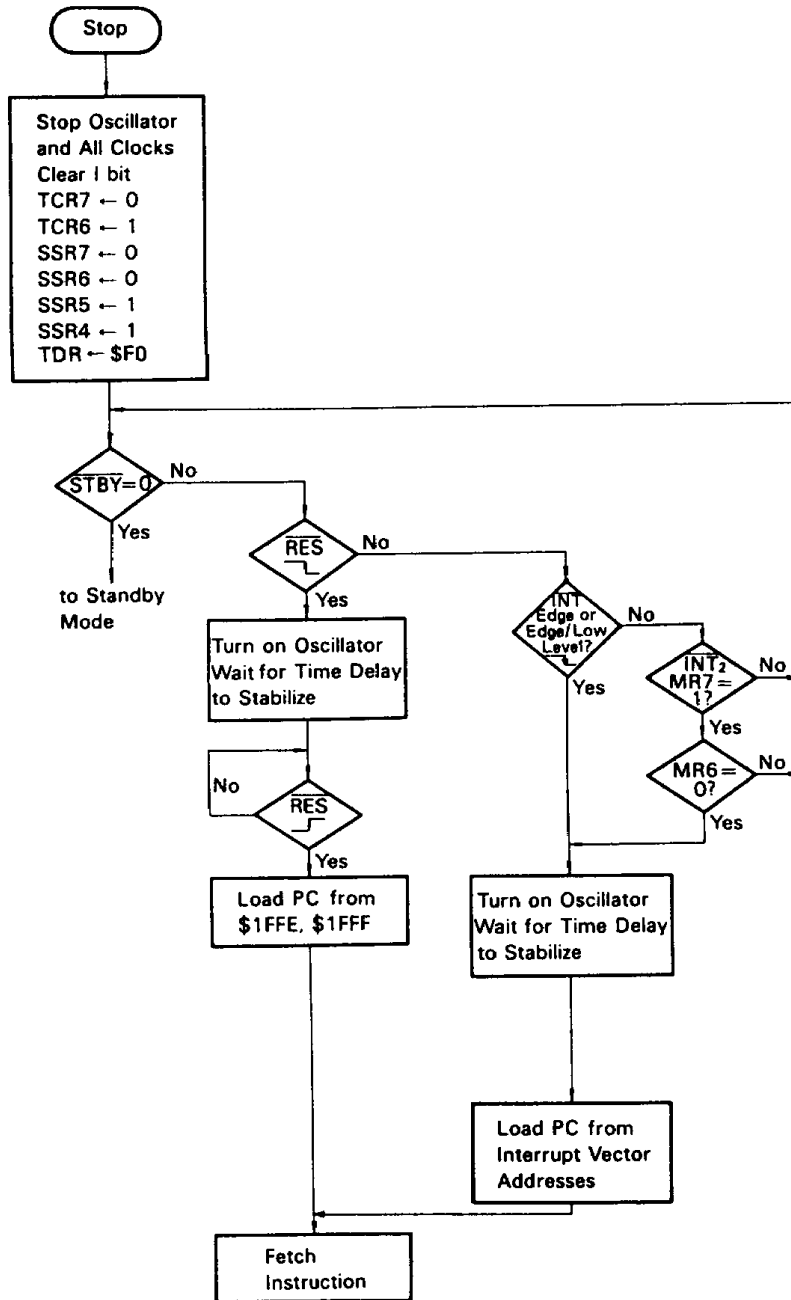 Stop
Stop Oscillator
and All Clocks
Clear I bit
TCR7 ← 0
TCR6 ← 1
SSR7 ← 0
SSR6 ← 0
SSR5 ← 1
SSR4 ← 1
TDR ← $F0
STBY=0
No
Yes
to Standby
Mode
RES
No
Yes
INT
Edge or
Edge/Low
Level?
No
Yes
INT2
MR7=
1?
No
Yes
MR6=
0?
No
Yes
Turn on Oscillator
Wait for Time Delay
to Stabilize
No
RES
Yes
Load PC from
$1FFE, $1FFF
Turn on Oscillator
Wait for Time Delay
to Stabilize
Load PC from
Interrupt Vector
Addresses
Fetch
Instruction